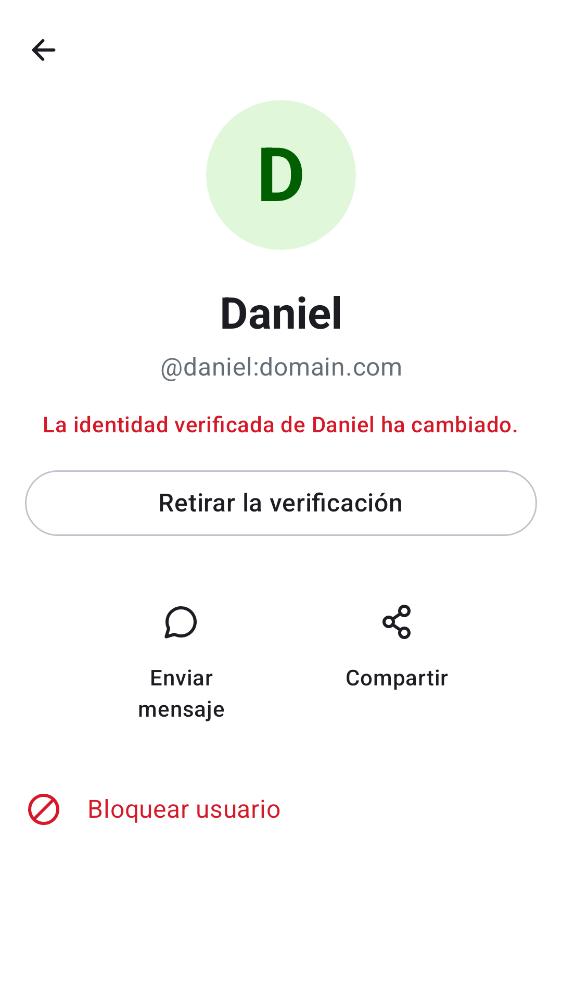 D
Daniel
@daniel:domain.com
La identidad verificada de Daniel ha cambiado.
Retirar la verificación
Enviar
mensaje
Compartir
Bloquear usuario